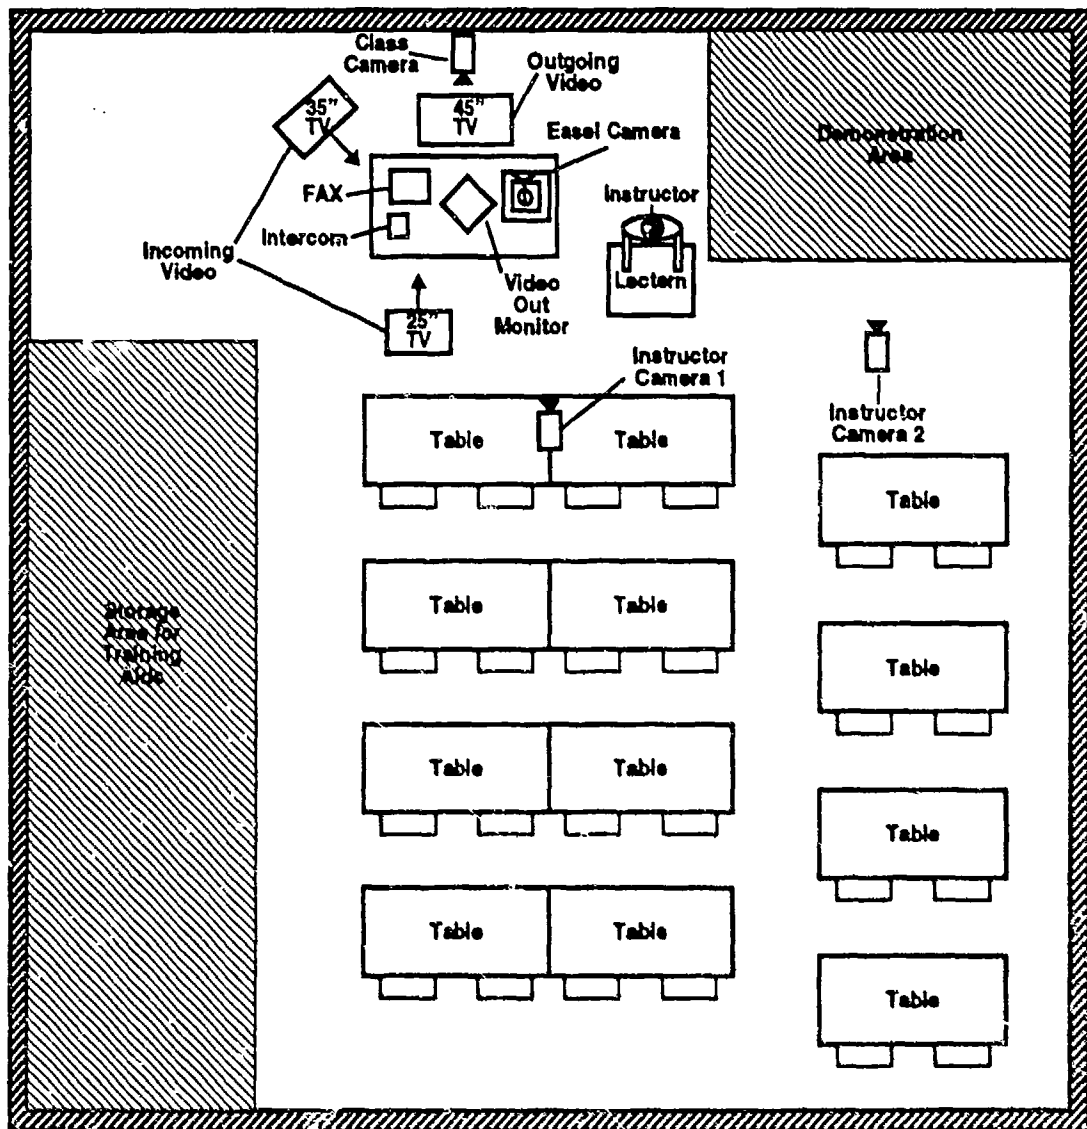 Class
Camera
Outgoing
Video
35"
TV
45"
TV
Easel Camera
Demonstration
Area
FAX
Instructor
Intercom
Incoming
Video
Lectern
Video
Out
Monitor
25"
TV
Instructor
Camera 1
Instructor
Camera 2
Table
Table
Table
Table
Table
Storage
Area for
Training
Aids
Table
Table
Table
Table
Table
Table
Table